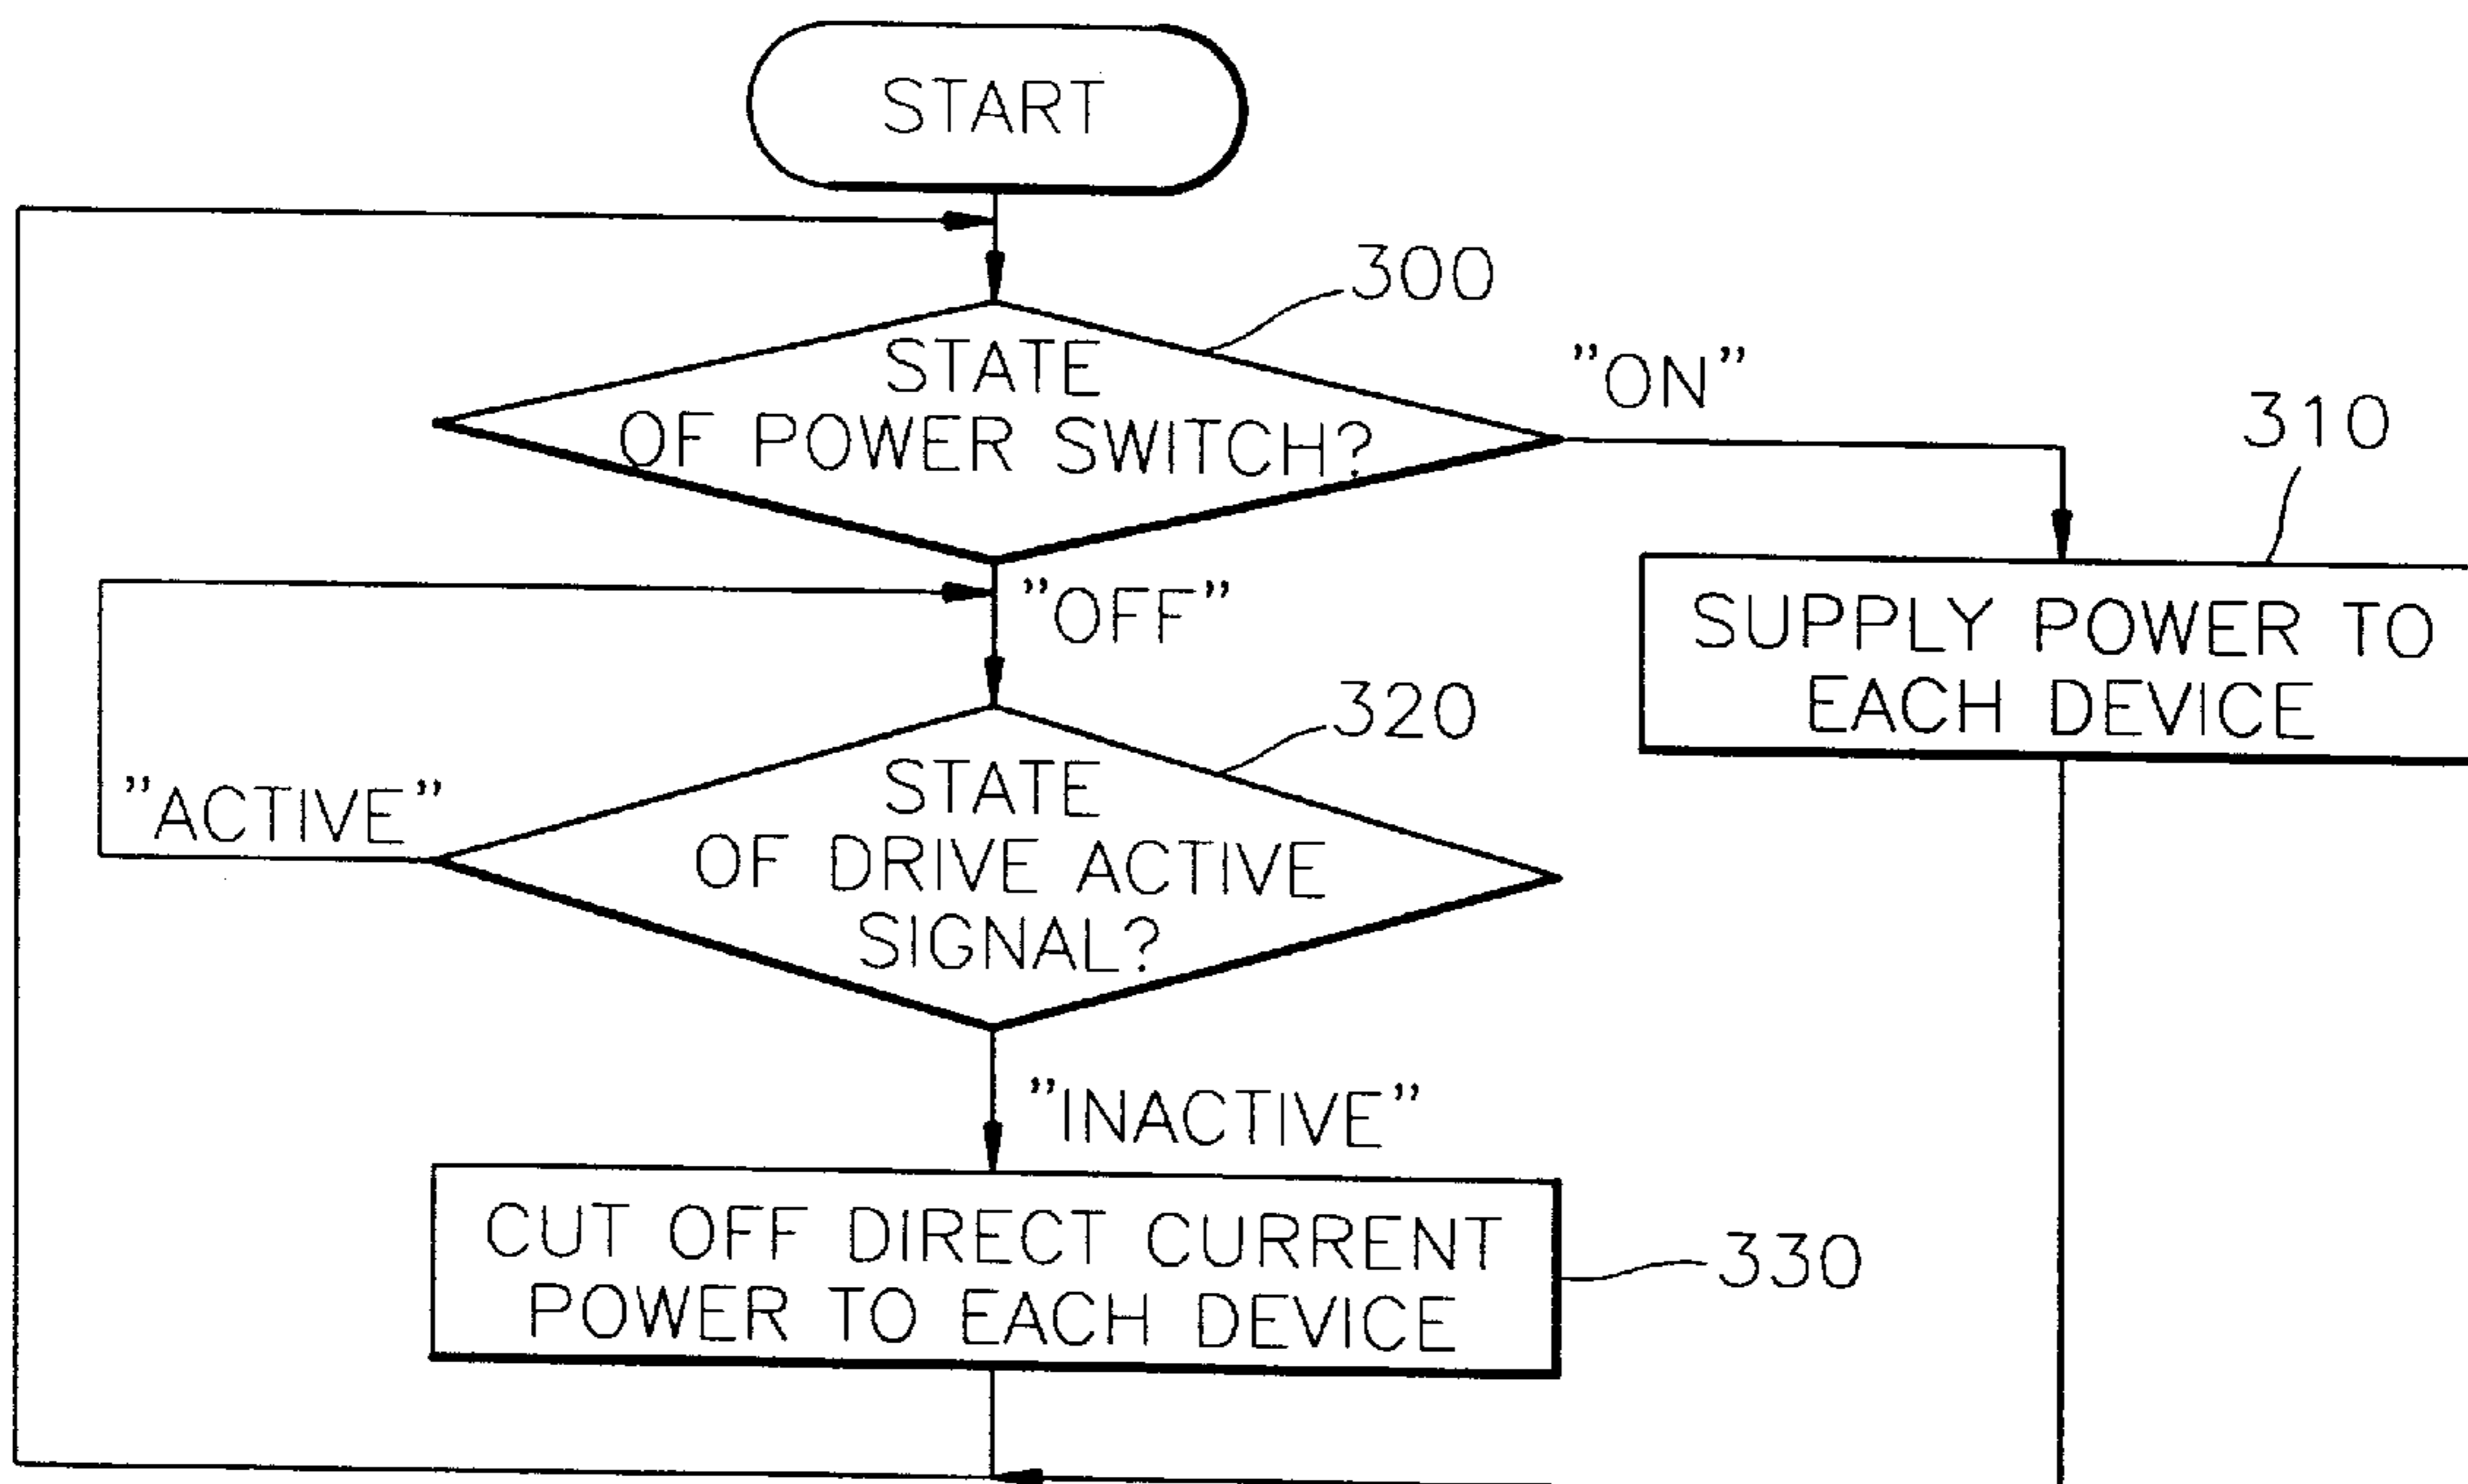 START
300
STATE
OF POWER SWITCH?
"ON"
310
SUPPLY POWER TO
EACH DEVICE
"OFF"
320
STATE
OF DRIVE ACTIVE
SIGNAL?
"ACTIVE"
"INACTIVE"
CUT OFF DIRECT CURRENT
POWER TO EACH DEVICE
330